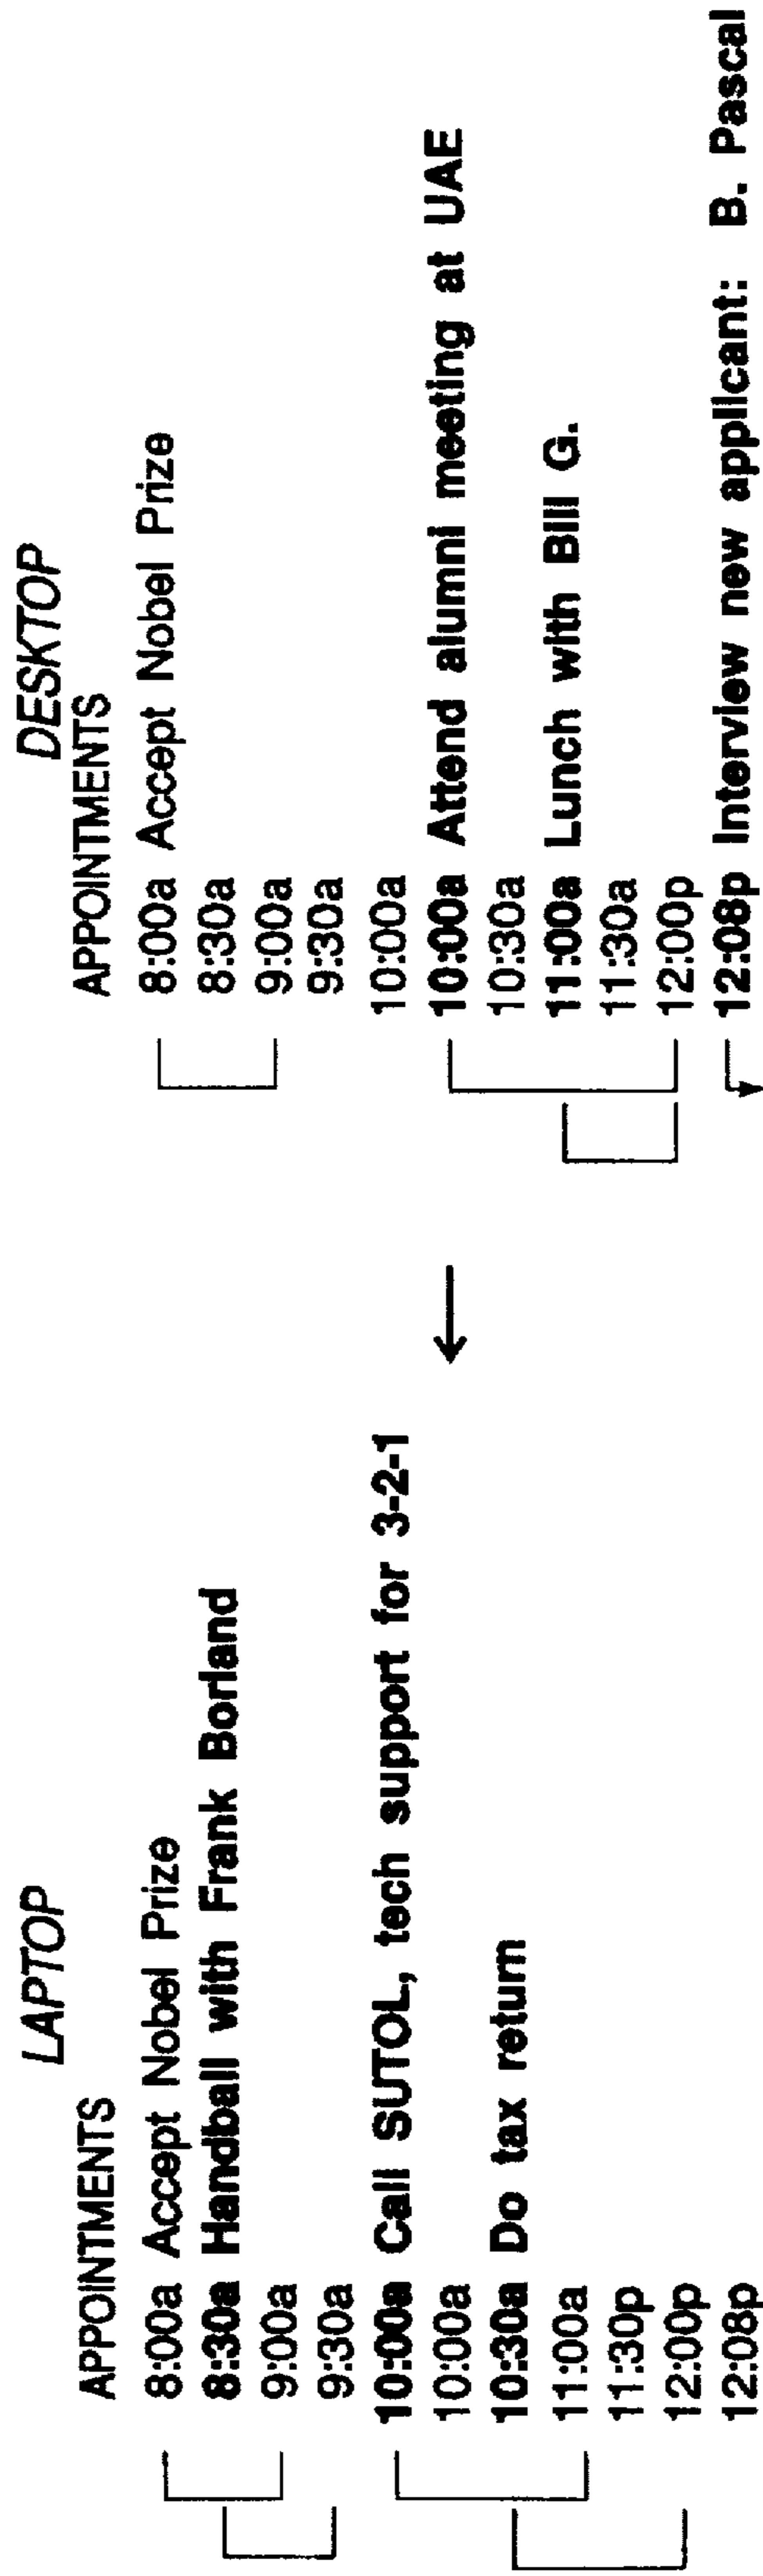 LAPTOP
APPOINTMENTS
8:00a Accept Nobel Prize
8:30a Handball with Frank Borland
9:00a
9:30a
10:00a Call SUTOL, tech support for 3-2-1
10:00a
10:30a Do tax return
11:00a
11:30p
12:00p
12:08p
DESKTOP
APPOINTMENTS
8:00a Accept Nobel Prize
8:30a
9:00a
9:30a
10:00a
10:00a Attend alumni meeting at UAE
10:30a
11:00a Lunch with Bill G.
11:30a
12:00p
12:08p Interview new applicant: B. Pascal